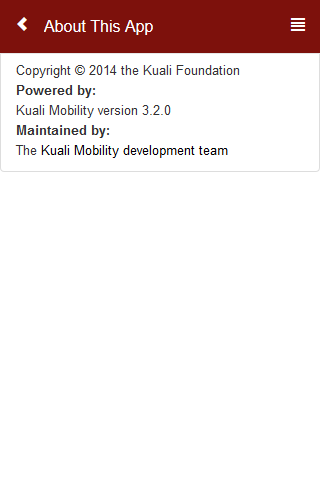 About This App
Copyright © 2014 the Kuali Foundation
Powered by:
Kuali Mobility version 3.2.0
Maintained by:
The Kuali Mobility development team